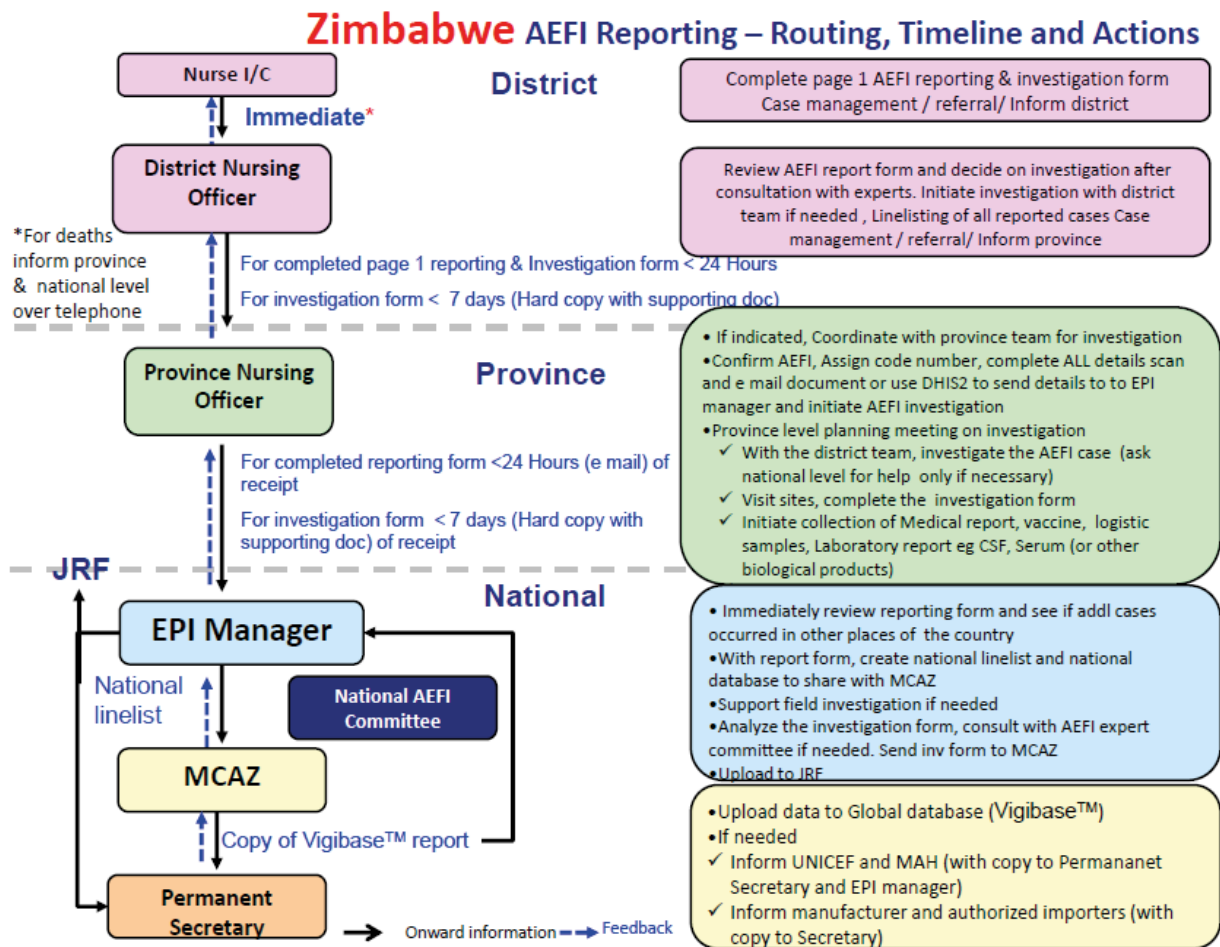 Zimbabwe AEFI Reporting – Routing, Timeline and Actions
Nurse I/C
District
Complete page 1 AEFI reporting & investigation form
Case management / referral/ Inform district
Immediate*
District Nursing
Officer
Review AEFI report form and decide on investigation after
consultation with experts. Initiate investigation with district
team if needed , Linelisting of all reported cases Case
management / referral/ Inform province
*For deaths
inform province
& national level
over telephone
For completed page 1 reporting & Investigation form < 24 Hours
For investigation form < 7 days (Hard copy with supporting doc)
Province Nursing
Officer
Province
• If indicated, Coordinate with province team for investigation
•Confirm AEFI, Assign code number, complete ALL details scan
and e mail document or use DHIS2 to send details to to EPI
manager and initiate AEFI investigation
•Province level planning meeting on investigation
✓ With the district team, investigate the AEFI case (ask
national level for help only if necessary)
✓ Visit sites, complete the investigation form
✓ Initiate collection of Medical report, vaccine, logistic
samples, Laboratory report eg CSF, Serum (or other
biological products)
For completed reporting form <24 Hours (e mail) of
receipt
For investigation form < 7 days (Hard copy with
supporting doc) of receipt
JRF
National
EPI Manager
• Immediately review reporting form and see if addl cases
occurred in other places of the country
•With report form, create national linelist and national
database to share with MCAZ
•Support field investigation if needed
•Analyze the investigation form, consult with AEFI expert
committee if needed. Send inv form to MCAZ
•Upload to JRF
National
linelist
National AEFI
Committee
MCAZ
Copy of Vigibase™ report
•Upload data to Global database (Vigibase™)
•If needed
✓ Inform UNICEF and MAH (with copy to Permananet
Secretary and EPI manager)
✓ Inform manufacturer and authorized importers (with
copy to Secretary)
Permanent
Secretary
Onward information
Feedback